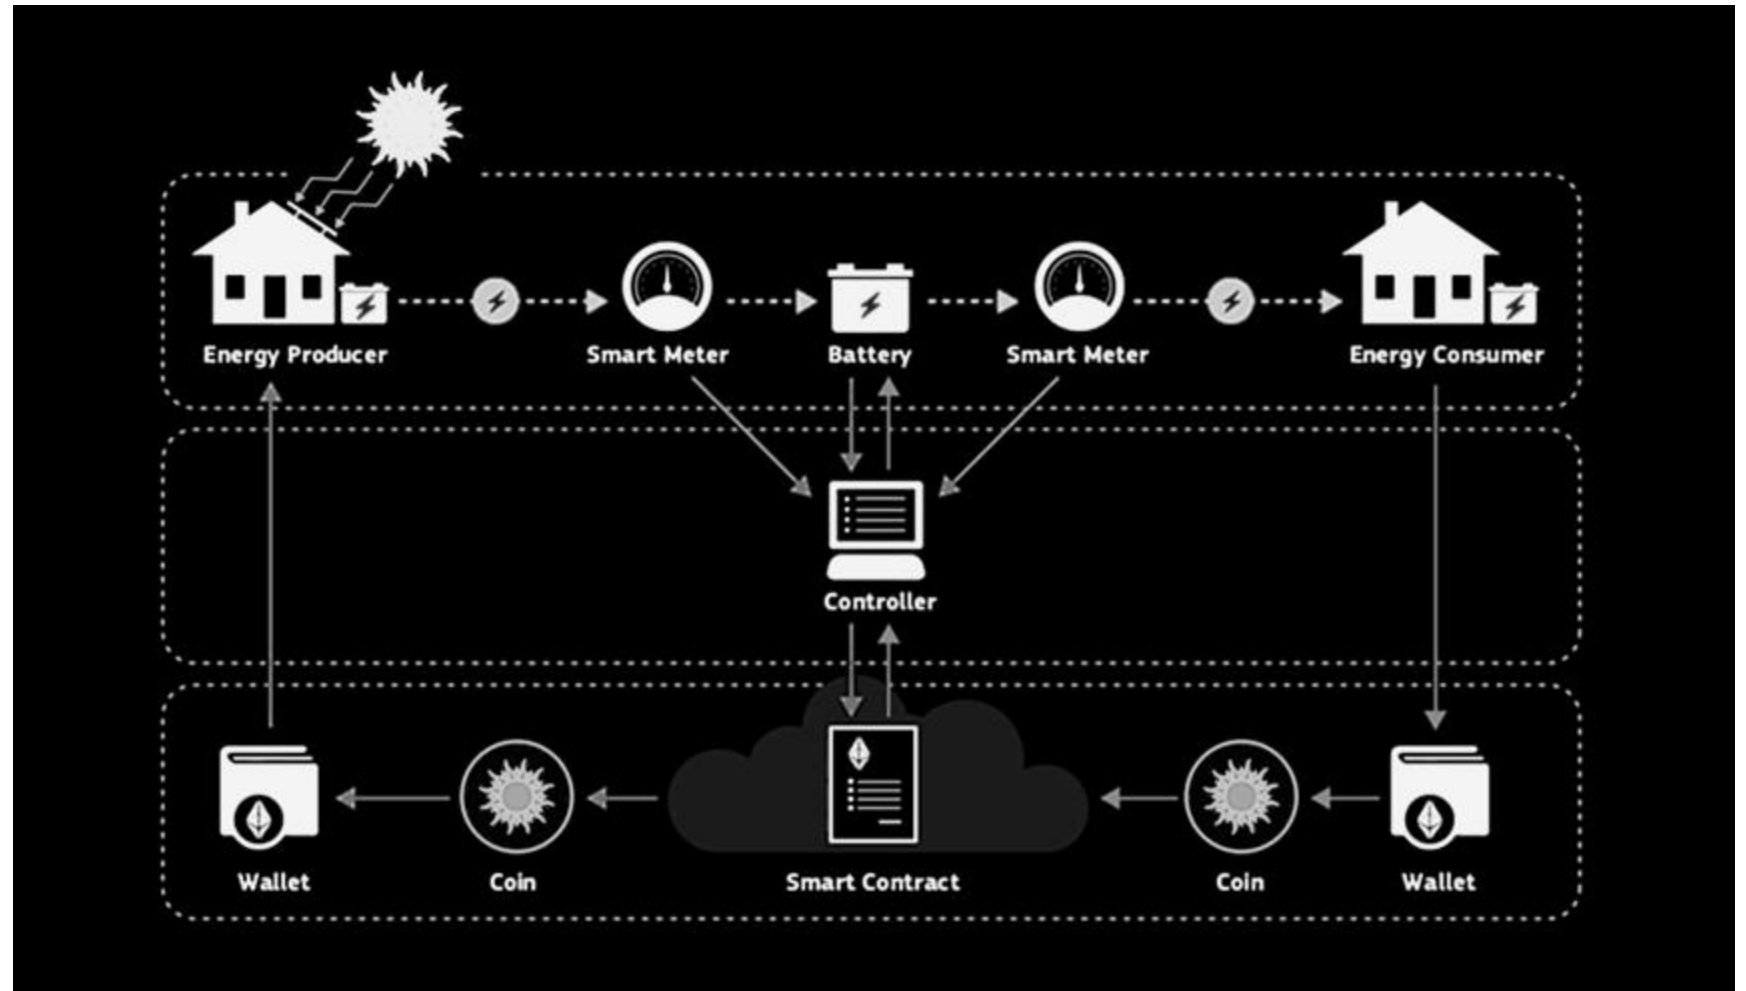 Energy Producer
Smart Meter
Battery
Smart Meter
Energy Consumer
Controller
Wallet
Coin
Smart Contract
Coin
Wallet